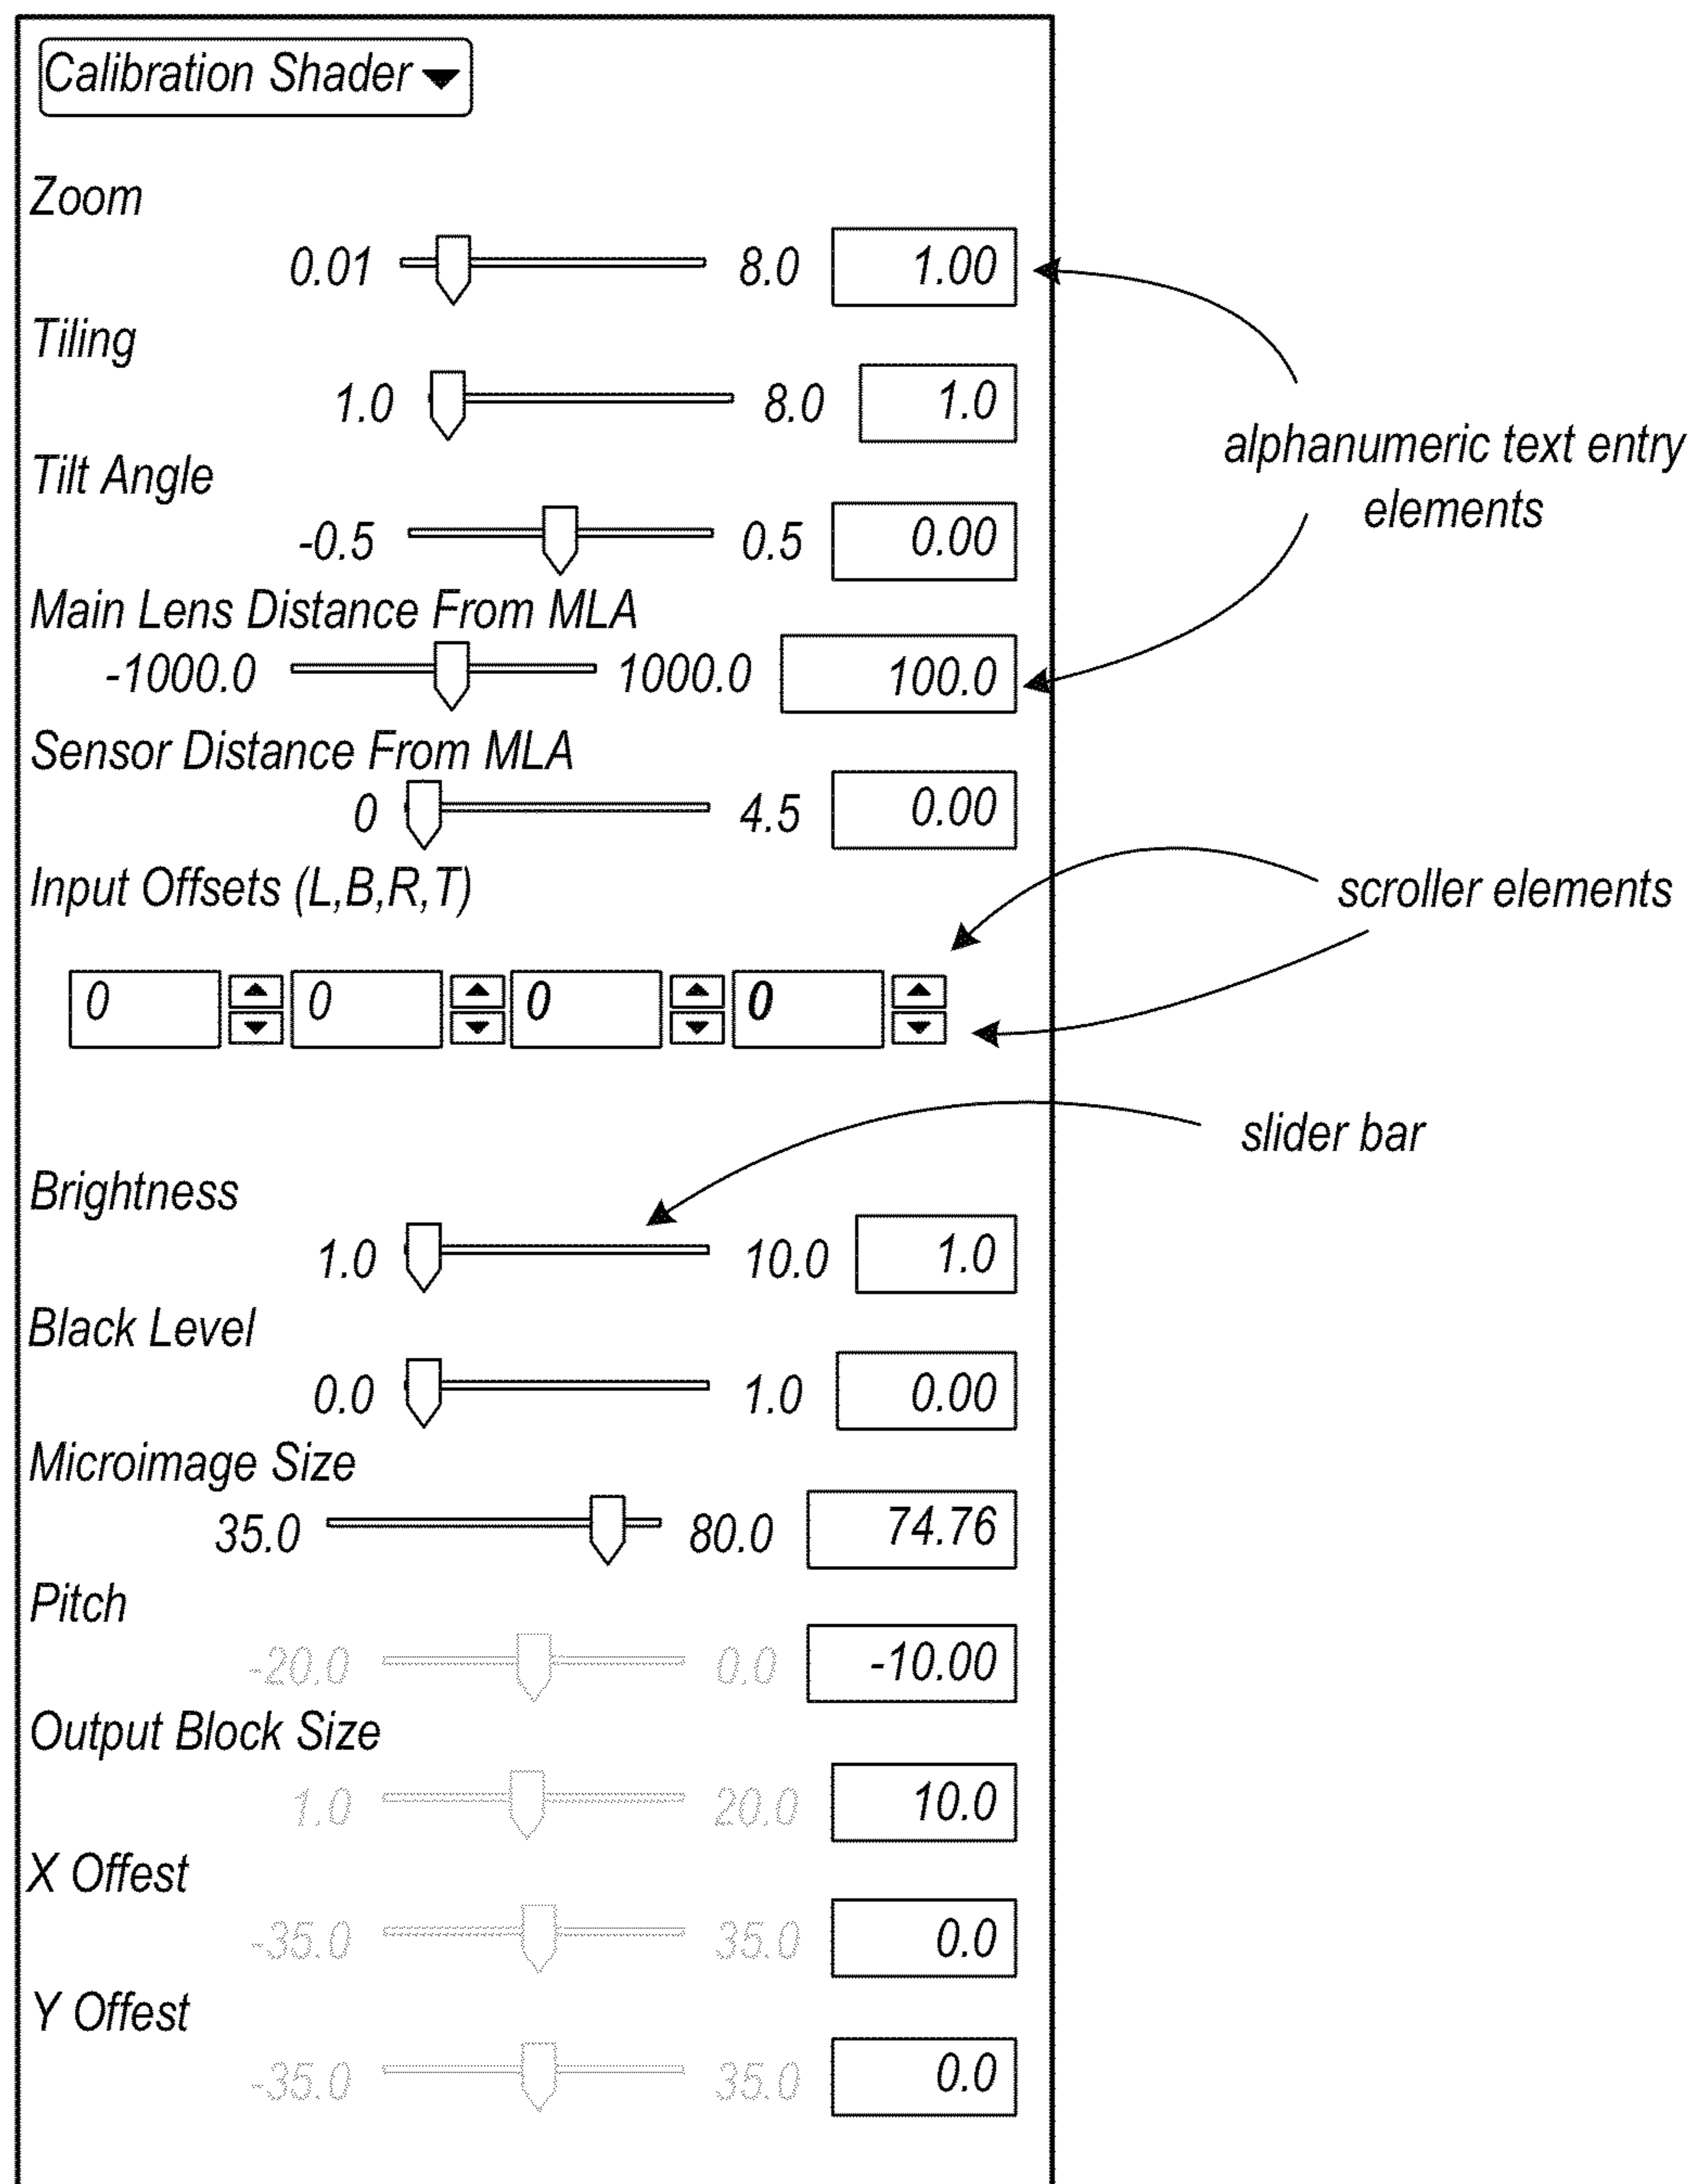 Calibration Shader
Zoom
0.01 8.0 1.00
Tiling
1.0 8.0 1.0
Tilt Angle
-0.5 0.5 0.00
Main Lens Distance From MLA
-1000.0 1000.0 100.0
Sensor Distance From MLA
0 4.5 0.00
Input Offsets (L,B,R,T)
0 0 0 0
Brightness
1.0 10.0 1.0
Black Level
0.0 1.0 0.00
Microimage Size
35.0 80.0 74.76
Pitch
-20.0 0.0 -10.00
Output Block Size
1.0 20.0 10.0
X Offest
-35.0 35.0 0.0
Y Offest
-35.0 35.0 0.0
alphanumeric text entry
elements
scroller elements
slider bar